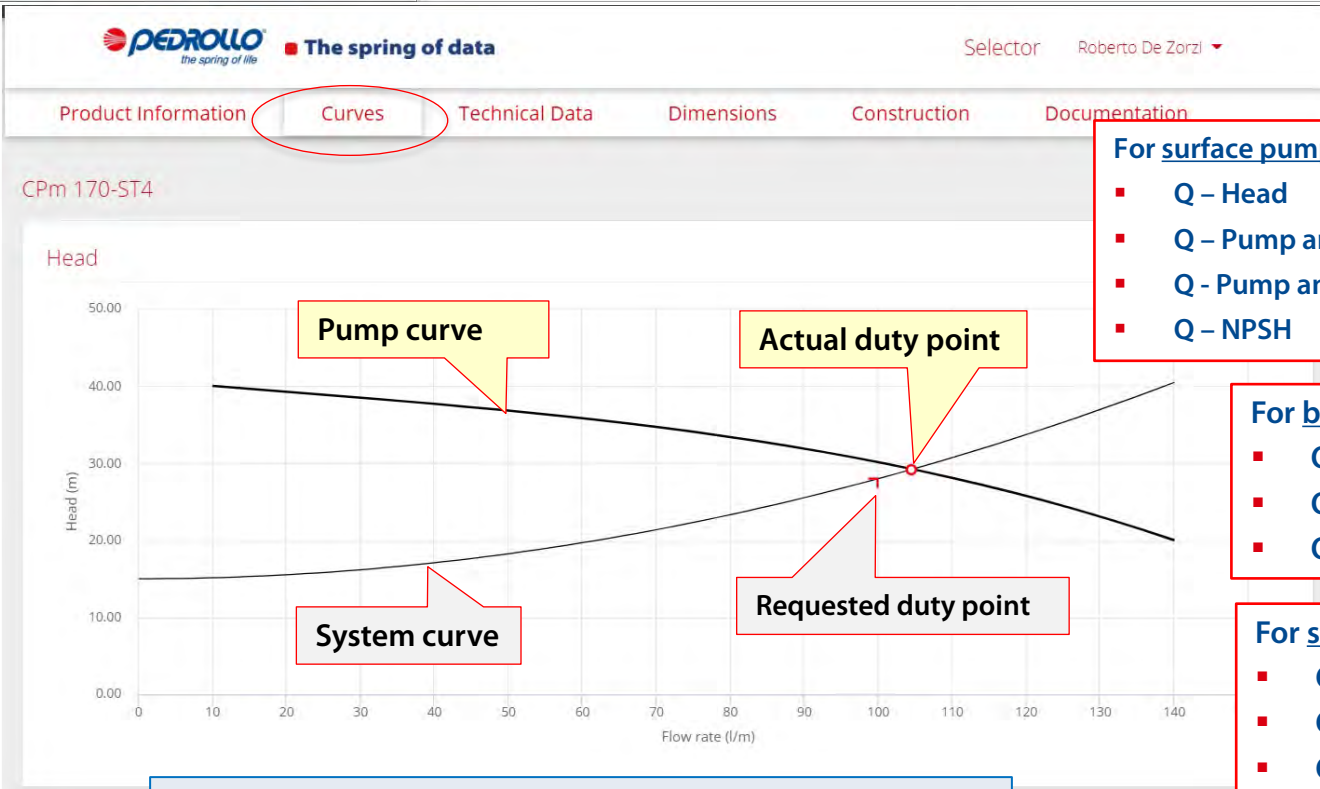 PEDROLLO
the spring of life
The spring of data
Selector
Roberto De Zorzi
Product Information
Curves
Technical Data
Dimensions
Construction
Documentation
CPm 170-ST4
Head
50.00
40.00
30.00
20.00
10.00
0.00
Head (m)
0 10 20 30 40 50 60 70 80 90 100 110 120 130 140
Flow rate (l/m)
Pump curve
Actual duty point
System curve
Requested duty point
For surface pum
Q – Head
Q – Pump
Q - Pump
Q – NPSH
For
For